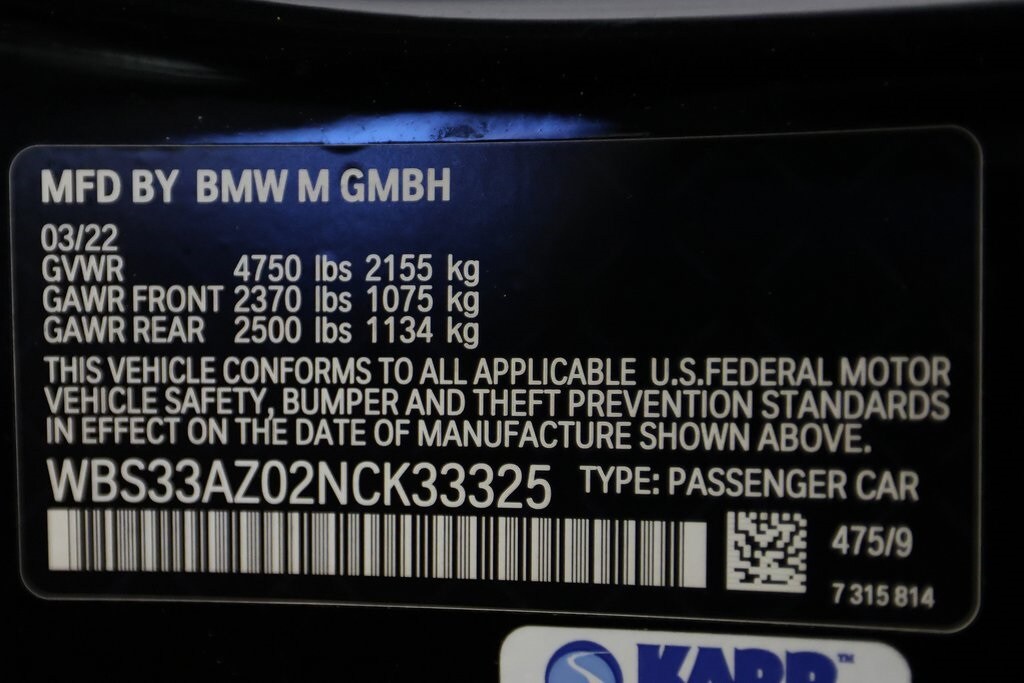 MFD BY BMW M GMBH
03/22
GVWR 4750 lbs 2155 kg
GAWR FRONT 2370 lbs 1075 kg
GAWR REAR 2500 lbs 1134 kg
THIS VEHICLE CONFORMS TO ALL APPLICABLE U.S.FEDERAL MOTOR
VEHICLE SAFETY, BUMPER AND THEFT PREVENTION STANDARDS
IN EFFECT ON THE DATE OF MANUFACTURE SHOWN ABOVE.
WBS33AZ02NCK33325 TYPE: PASSENGER CAR
475/9
7 315 814